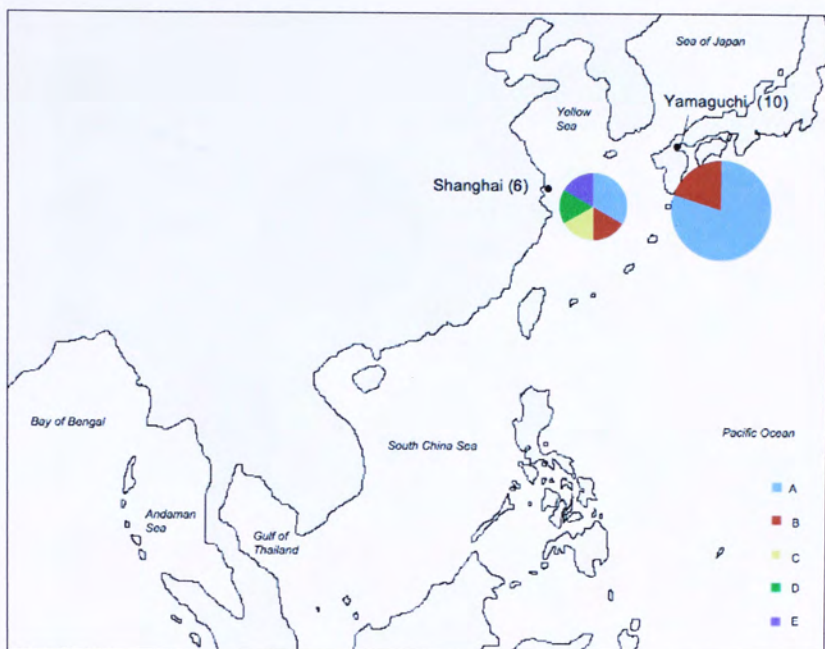 Sea of Japan
Yamaguchi (10)
Yellow
Sea
Shanghai (6)
Bay of Bengal
South China Sea
Pacific Ocean
A
Andaman
Sea
B
Gulf of
Thailand
C
D
E